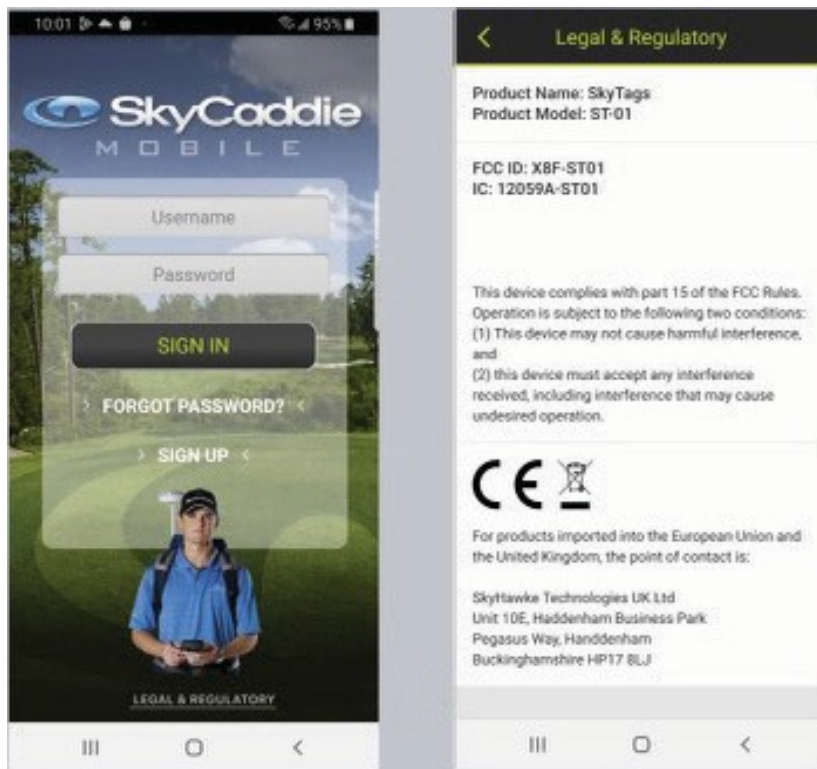 10:01
95%
SkyCaddie
MOBILE
Username
Password
SIGN IN
> FORGOT PASSWORD? <
> SIGN UP <
LEGAL & REGULATORY
Legal & Regulatory
Product Name: SkyTags
Product Model: ST-01
FCC ID: X8F-ST01
IC: 12059A-ST01
This device complies with part 15 of the FCC Rules.
Operation is subject to the following two conditions:
(1) This device may not cause harmful interference,
and
(2) this device must accept any interference
received, including interference that may cause
undesired operation.
CE
For products imported into the European Union and
the United Kingdom, the point of contact is:
SkyHawke Technologies UK Ltd
Unit 10E, Haddenham Business Park
Pegasus Way, Handdenham
Buckinghamshire HP17 8LJ